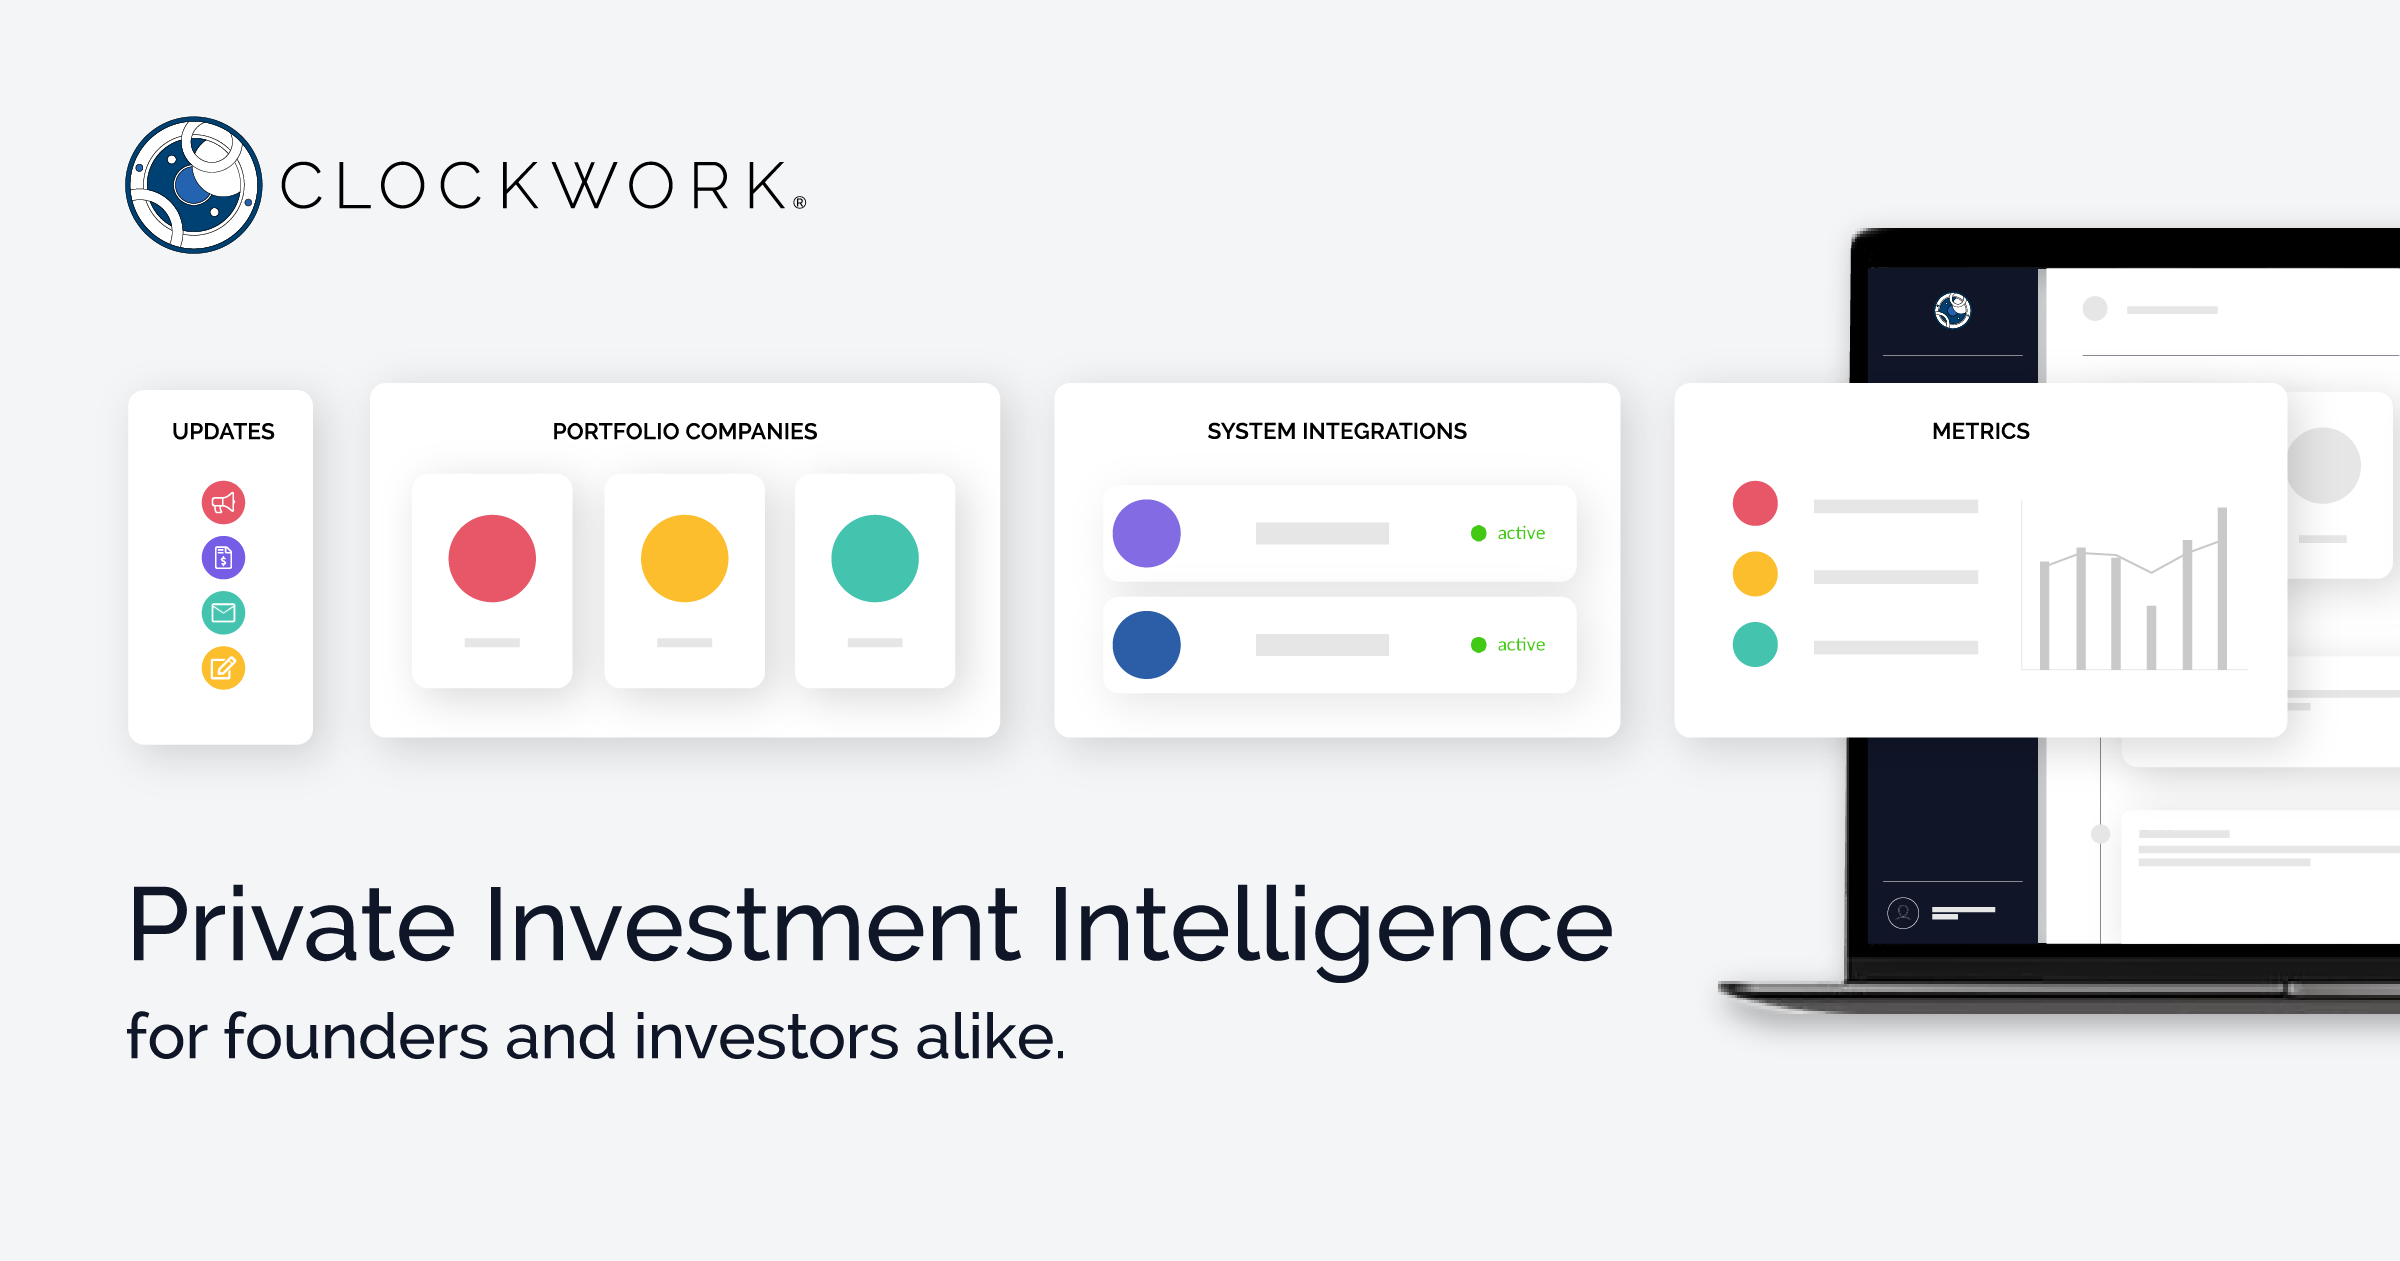 CLOCKWORK®
UPDATES
PORTFOLIO COMPANIES
SYSTEM INTEGRATIONS
active
active
METRICS
Private Investment Intelligence
for founders and investors alike.